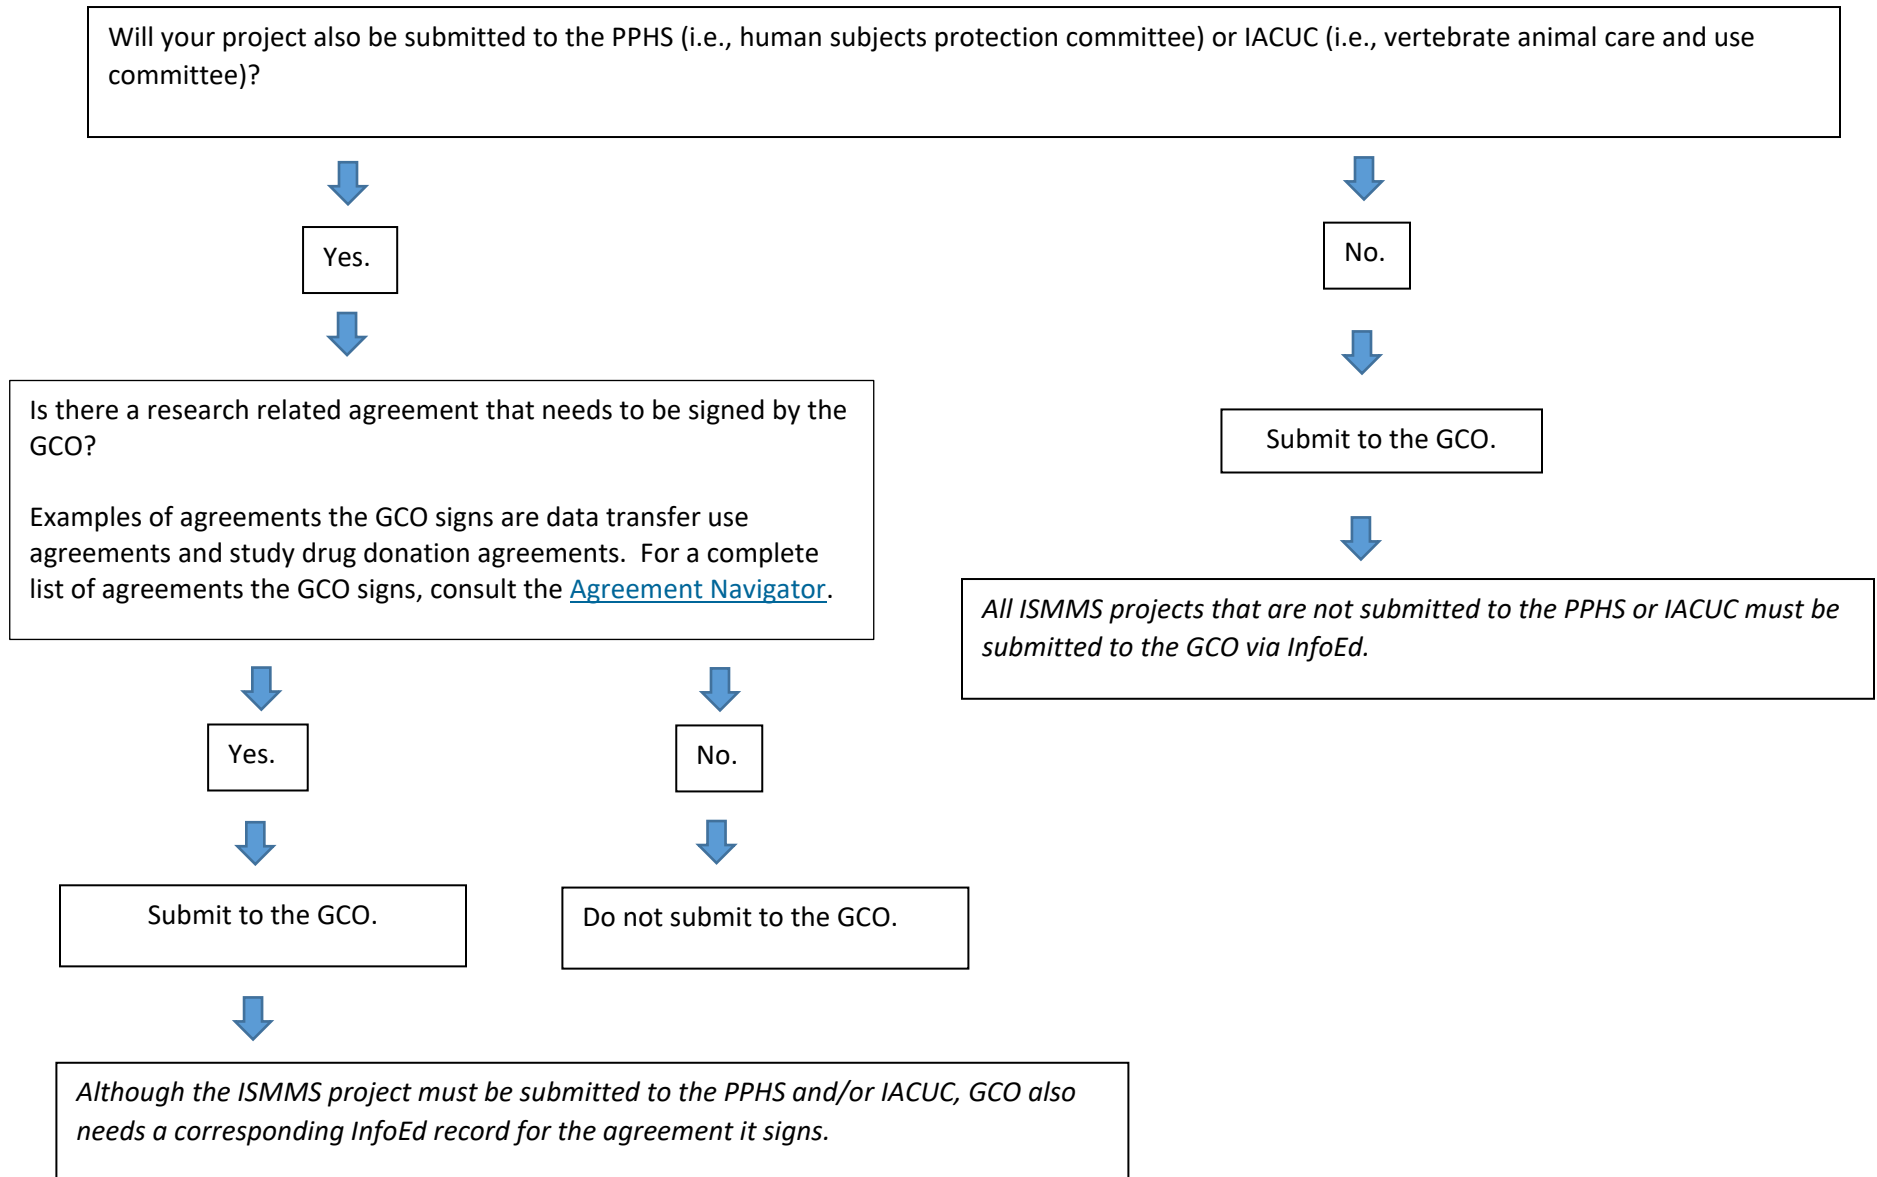 Will your project also be submitted to the PPHS (i.e., human subjects protection committee) or IACUC (i.e., vertebrate animal care and use
committee)?
Yes.
No.
Is there a research related agreement that needs to be signed by the
GCO?
Examples of agreements the GCO signs are data transfer use
agreements and study drug donation agreements.  For a complete
list of agreements the GCO signs, consult the Agreement Navigator.
Submit to the GCO.
All ISMMS projects that are not submitted to the PPHS or IACUC must be
submitted to the GCO via InfoEd.
Yes.
No.
Submit to the GCO.
Do not submit to the GCO.
Although the ISMMS project must be submitted to the PPHS and/or IACUC, GCO also
needs a corresponding InfoEd record for the agreement it signs.